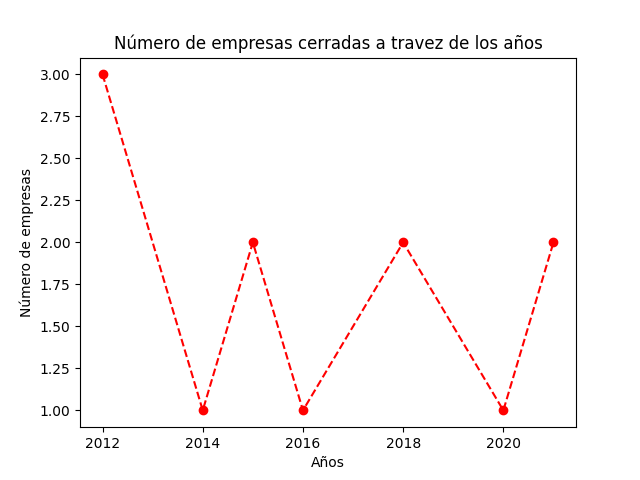 Número de empresas cerradas a travez de los años
3.00
2.75
2.50
2.25
2.00
1.75
1.50
1.25
1.00
Número de empresas
2012 2014 2016 2018 2020
Años